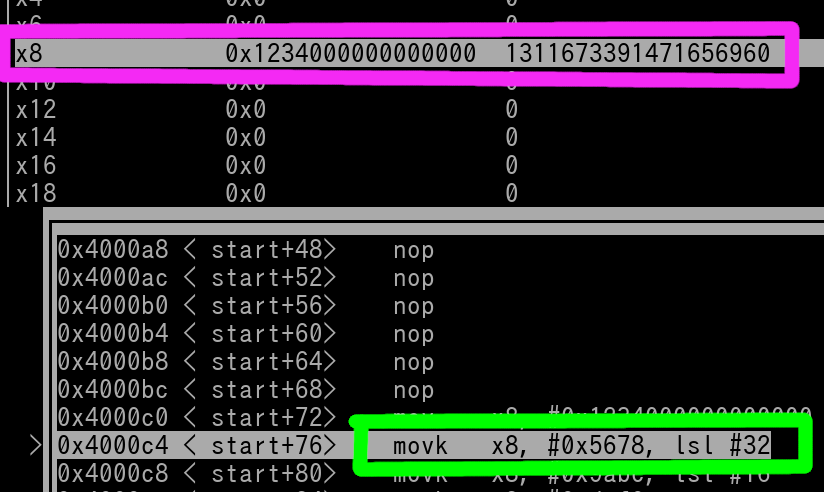 x4 0x0 0
x6 0x0 0
x8 0x1234000000000000 1311673391471656960
x10 0x0 0
x12 0x0 0
x14 0x0 0
x16 0x0 0
x18 0x0 0
0x4000a8 < start+48> nop
0x4000ac < start+52> nop
0x4000b0 < start+56> nop
0x4000b4 < start+60> nop
0x4000b8 < start+64> nop
0x4000bc < start+68> nop
0x4000c0 < start+72> mov x8, #0x1234000000000000
> 0x4000c4 < start+76> movk x8, #0x5678, lsl #32
0x4000c8 < start+80> movk x8, #0x9abc, lsl #16